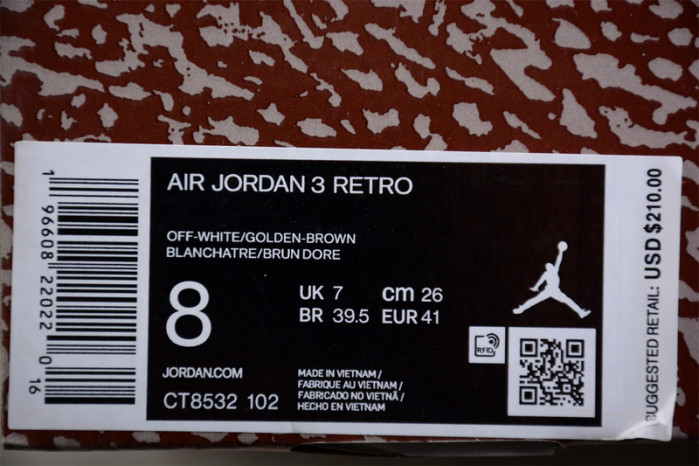 AIR JORDAN 3 RETRO
OFF-WHITE/GOLDEN-BROWN
BLANCHATRE/BRUN DORE
8
UK 7 cm 26
BR 39.5 EUR 41
JORDAN.COM
CT8532 102
MADE IN VIETNAM /
FABRIQUE AU VIETNAM /
FABRICADO NO VIETNÃ /
HECHO EN VIETNAM
RFID
1 96608 22022 0
16
SUGGESTED RETAIL: USD $210.00